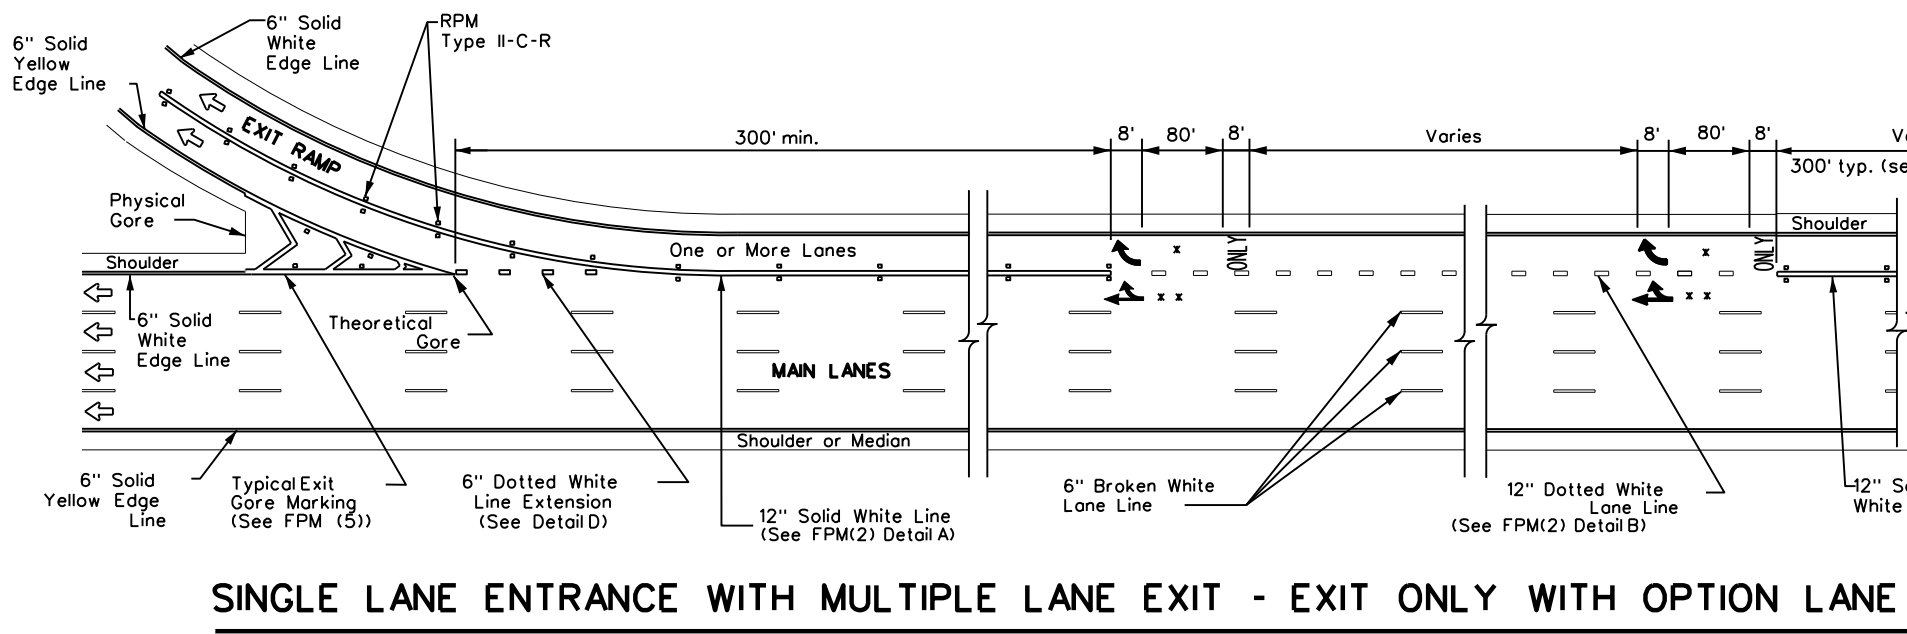 6" Solid
White
Edge Line
RPM
Type II-C-R
6" Solid
Yellow
Edge Line
EXIT RAMP
300' min.
8'
80'
8'
Varies
8'
80'
8'
300' typ. (se
Physical
Gore
Shoulder
One or More Lanes
ONLY
x
x x
ONLY
x
x x
Shoulder
6" Solid
White
Edge Line
Theoretical
Gore
MAIN LANES
Shoulder or Median
6" Solid
Yellow Edge
Line
Typical Exit
Gore Marking
(See FPM (5))
6" Dotted White
Line Extension
(See Detail D)
12" Solid White Line
(See FPM(2) Detail A)
6" Broken White
Lane Line
12" Dotted White
Lane Line
(See FPM(2) Detail B)
12" S
White
SINGLE LANE ENTRANCE WITH MULTIPLE LANE EXIT - EXIT ONLY WITH OPTION LANE